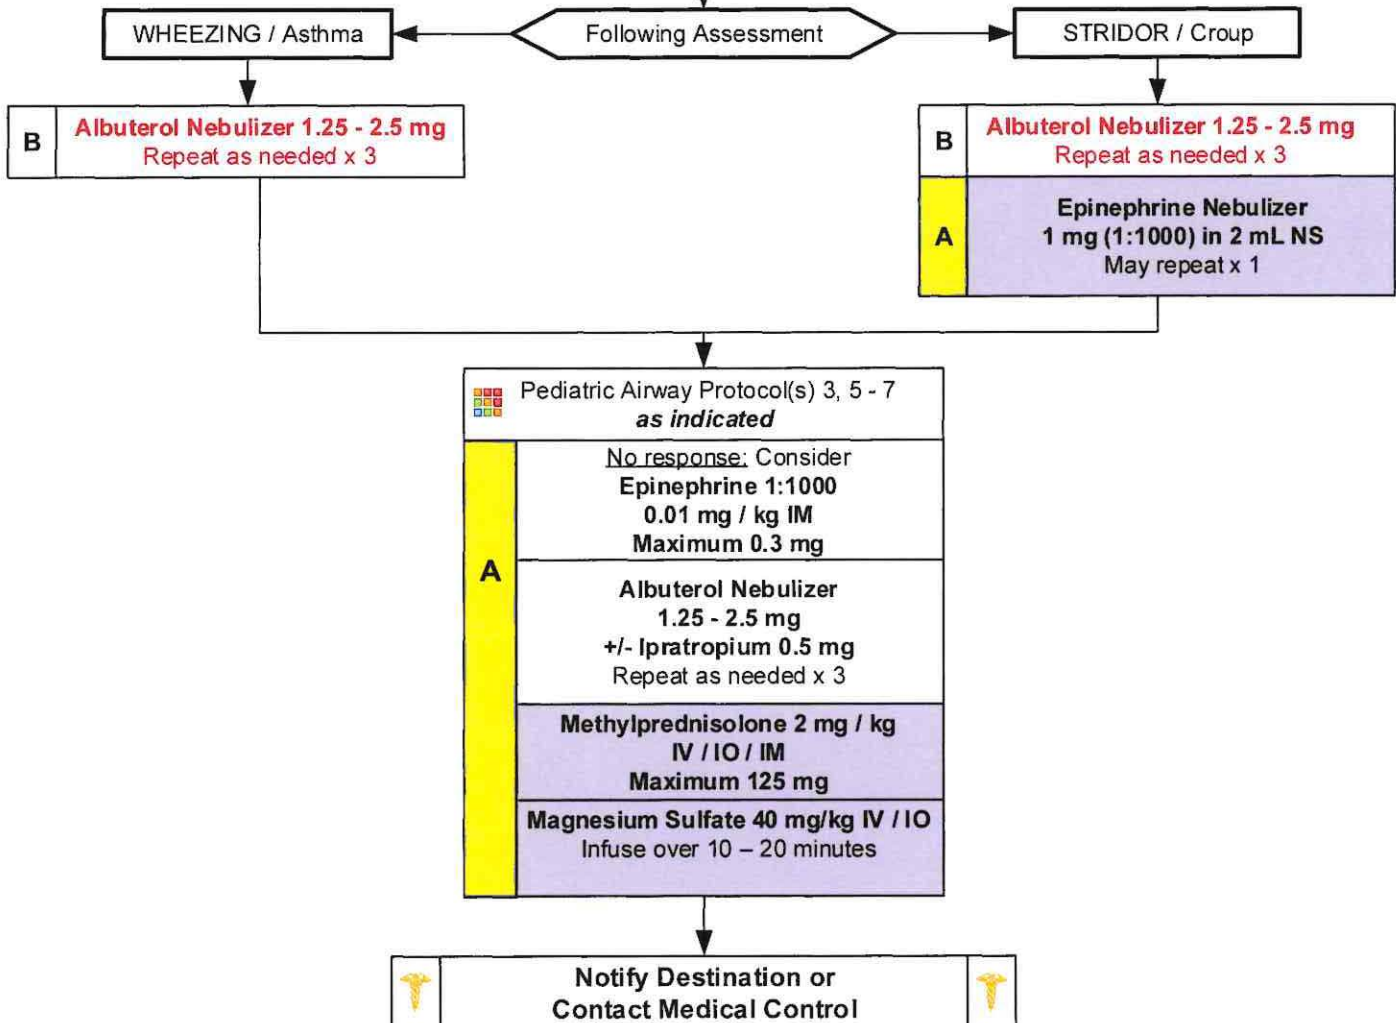 WHEEZING / Asthma
Following Assessment
STRIDOR / Croup
B
Albuterol Nebulizer 1.25 - 2.5 mg
Repeat as needed x 3
B
Albuterol Nebulizer 1.25 - 2.5 mg
Repeat as needed x 3
A
Epinephrine Nebulizer
1 mg (1:1000) in 2 mL NS
May repeat x 1
Pediatric Airway Protocol(s) 3, 5 - 7
as indicated
A
No response: Consider
Epinephrine 1:1000
0.01 mg / kg IM
Maximum 0.3 mg
Albuterol Nebulizer
1.25 - 2.5 mg
+/- Ipratropium 0.5 mg
Repeat as needed x 3
Methylprednisolone 2 mg / kg
IV / IO / IM
Maximum 125 mg
Magnesium Sulfate 40 mg/kg IV / IO
Infuse over 10 – 20 minutes
Notify Destination or
Contact Medical Control